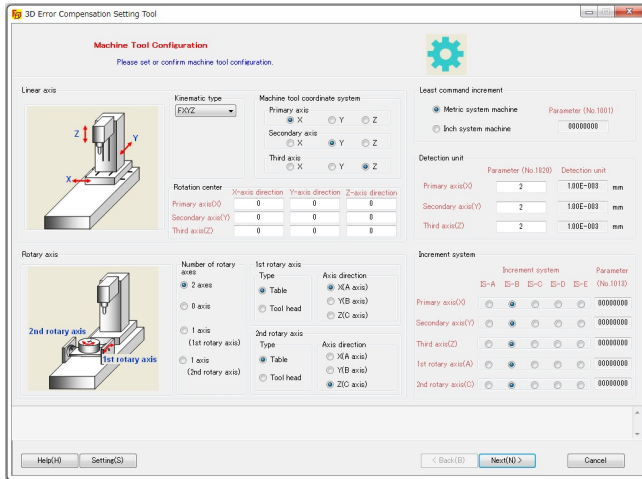 3D Error Compensation Setting Tool
Machine Tool Configuration
Please set or confirm machine tool configuration.
Linear axis
Z
Y
X
Kinematic type
FXYZ
Machine tool coordinate system
Primary axis
X Y Z
Secondary axis
X Y Z
Third axis
X Y Z
Rotation center
X-axis direction Y-axis direction Z-axis direction
Primary axis(X) 0 0 0
Secondary axis(Y) 0 0 0
Third axis(Z) 0 0 0
Least command increment
Metric system machine
Inch system machine
Parameter (No.1001)
00000000
Detection unit
Parameter (No.1820) Detection unit
Primary axis(X) 2 1.00E-003 mm
Secondary axis(Y) 2 1.00E-003 mm
Third axis(Z) 2 1.00E-003 mm
Rotary axis
2nd rotary axis
1st rotary axis
Number of rotary axes
2 axes
0 axis
1 axis
(1st rotary axis)
1 axis
(2nd rotary axis)
1st rotary axis
Type Axis direction
Table
Tool head
X(A axis)
Y(B axis)
Z(C axis)
2nd rotary axis
Type Axis direction
Table
Tool head
X(A axis)
Y(B axis)
Z(C axis)
Increment system
Increment system Parameter
IS-A IS-B IS-C IS-D IS-E (No.1013)
Primary axis(X) 00000000
Secondary axis(Y) 00000000
Third axis(Z) 00000000
1st rotary axis(A) 00000000
2nd rotary axis(C) 00000000
Help(H) Setting(S) < Back(B) Next(N) > Cancel